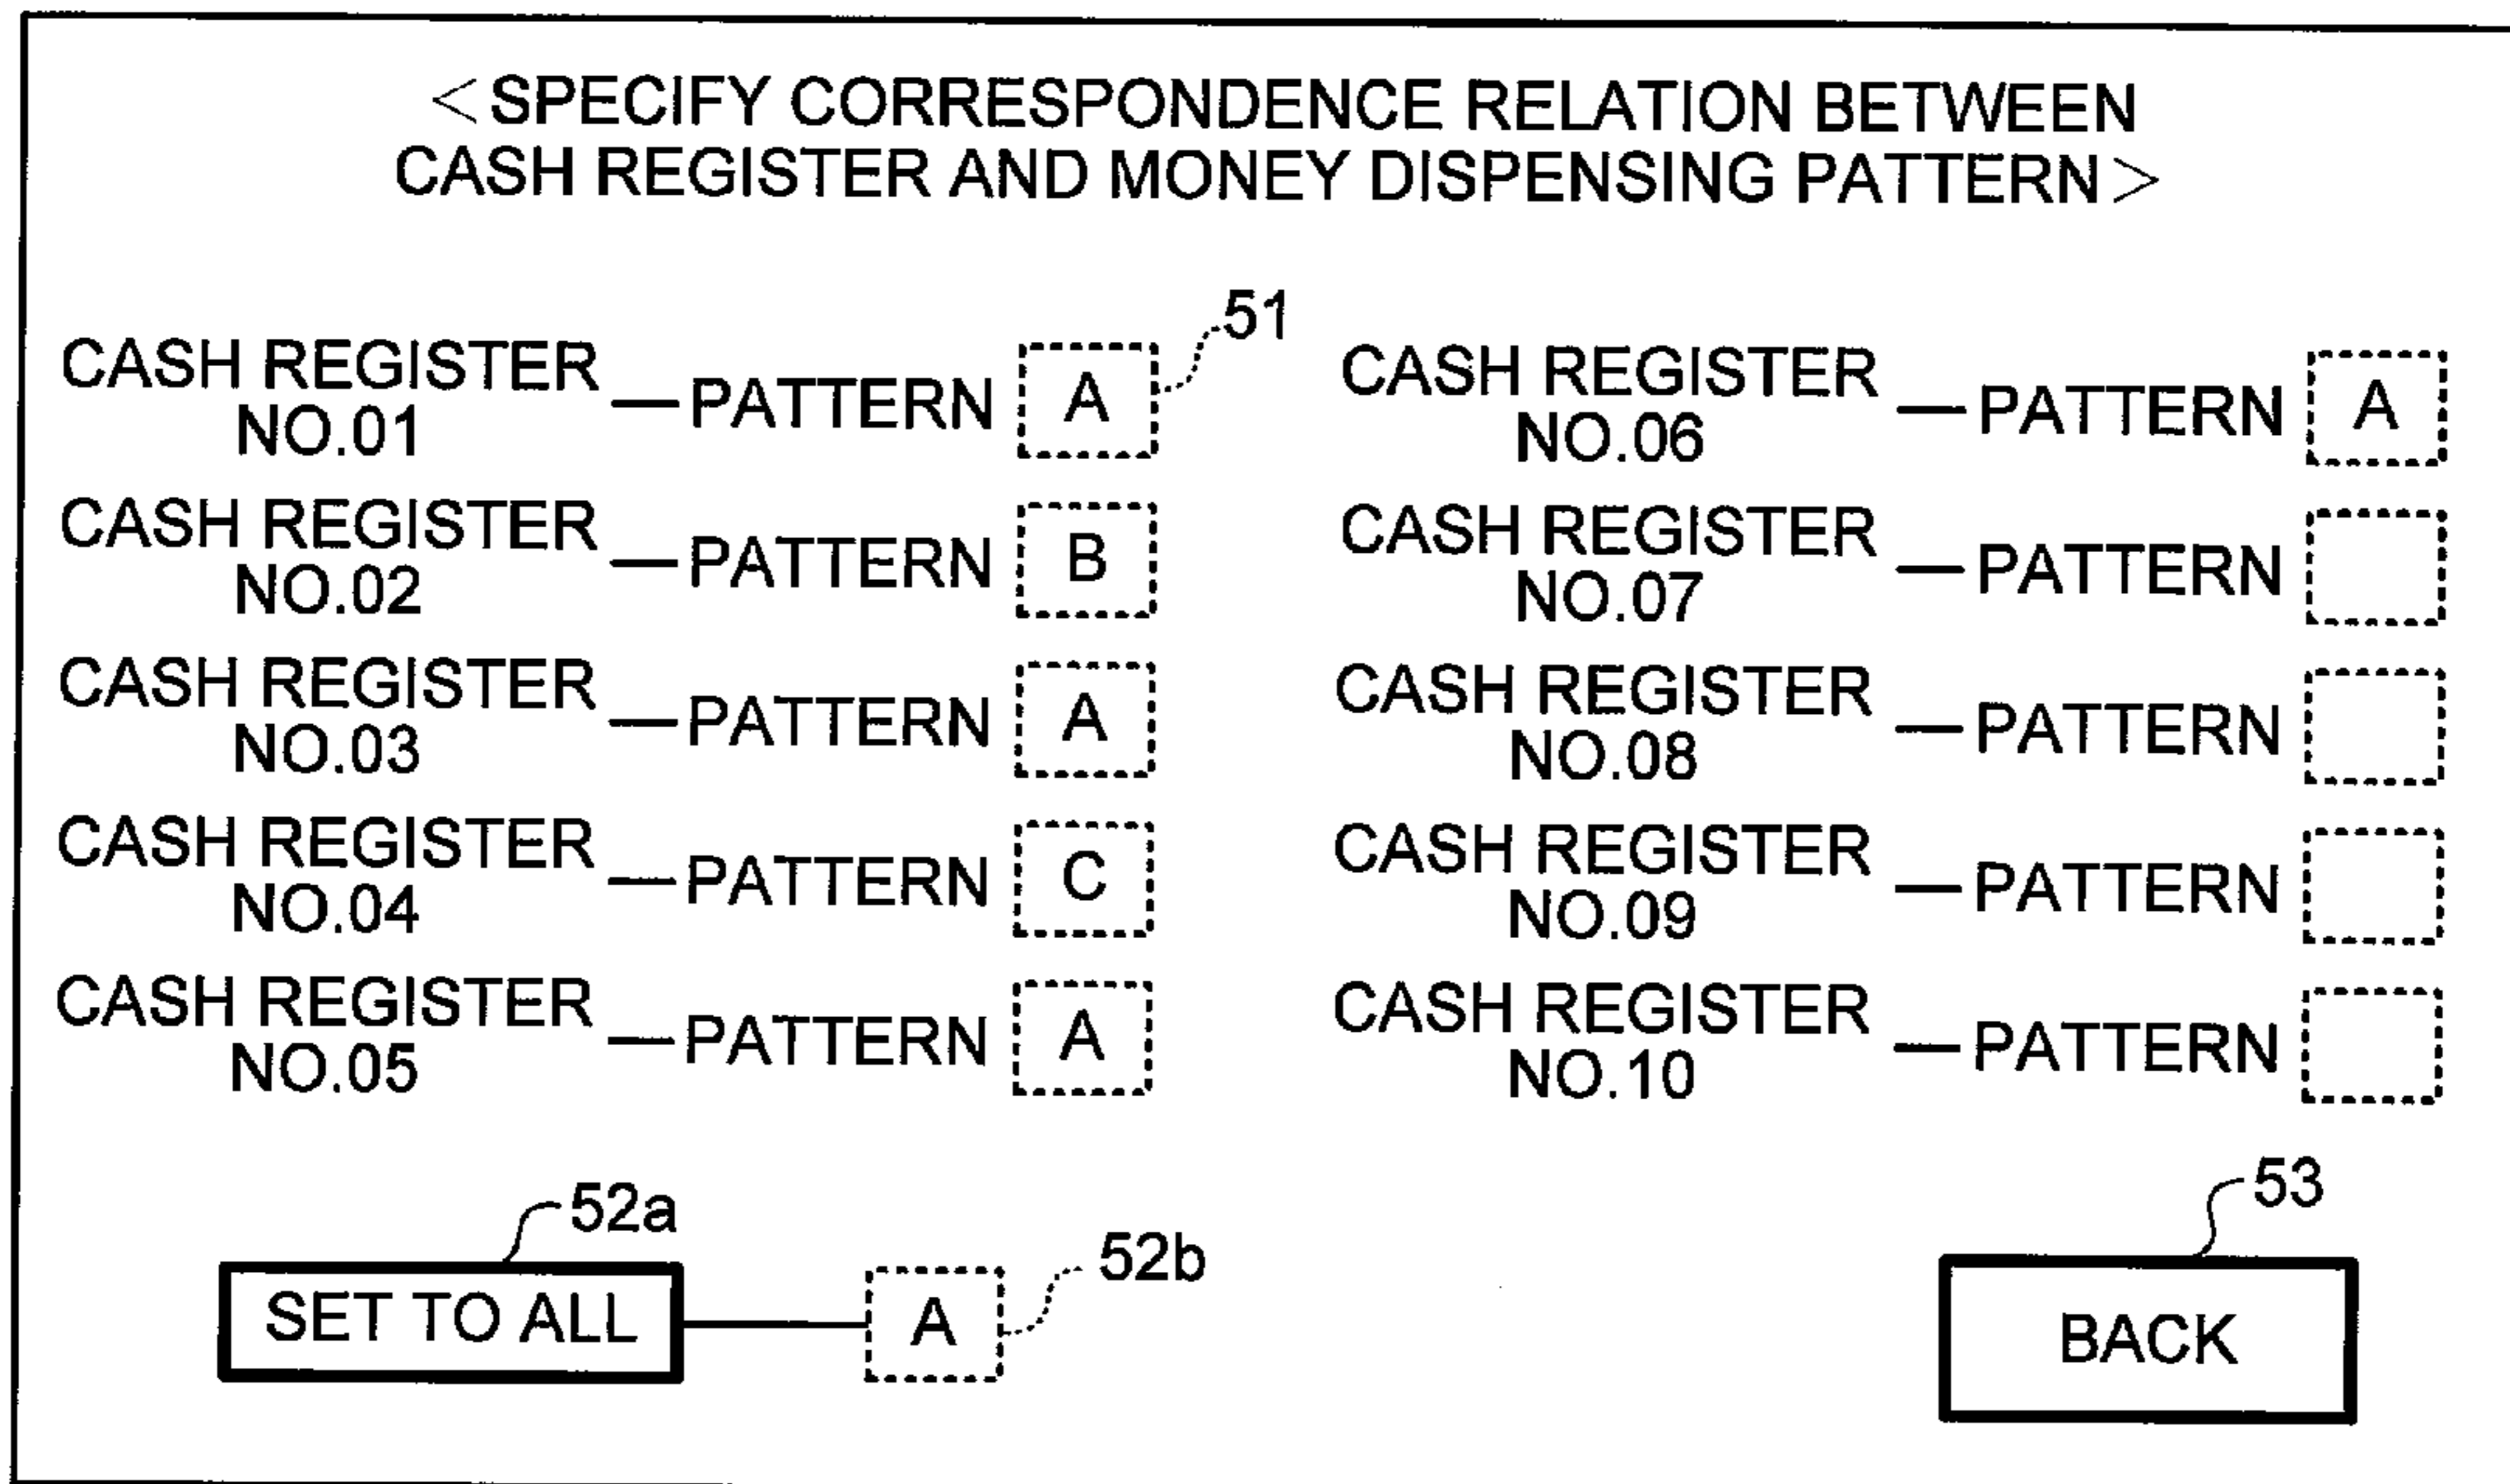 <SPECIFY CORRESPONDENCE RELATION BETWEEN
CASH REGISTER AND MONEY DISPENSING PATTERN>
51
CASH REGISTER
NO.01
—PATTERN A
CASH REGISTER
NO.02
—PATTERN B
CASH REGISTER
NO.03
—PATTERN A
CASH REGISTER
NO.04
—PATTERN C
CASH REGISTER
NO.05
—PATTERN A
CASH REGISTER
NO.06
—PATTERN A
CASH REGISTER
NO.07
—PATTERN
CASH REGISTER
NO.08
—PATTERN
CASH REGISTER
NO.09
—PATTERN
CASH REGISTER
NO.10
—PATTERN
52a
SET TO ALL
52b
A
53
BACK